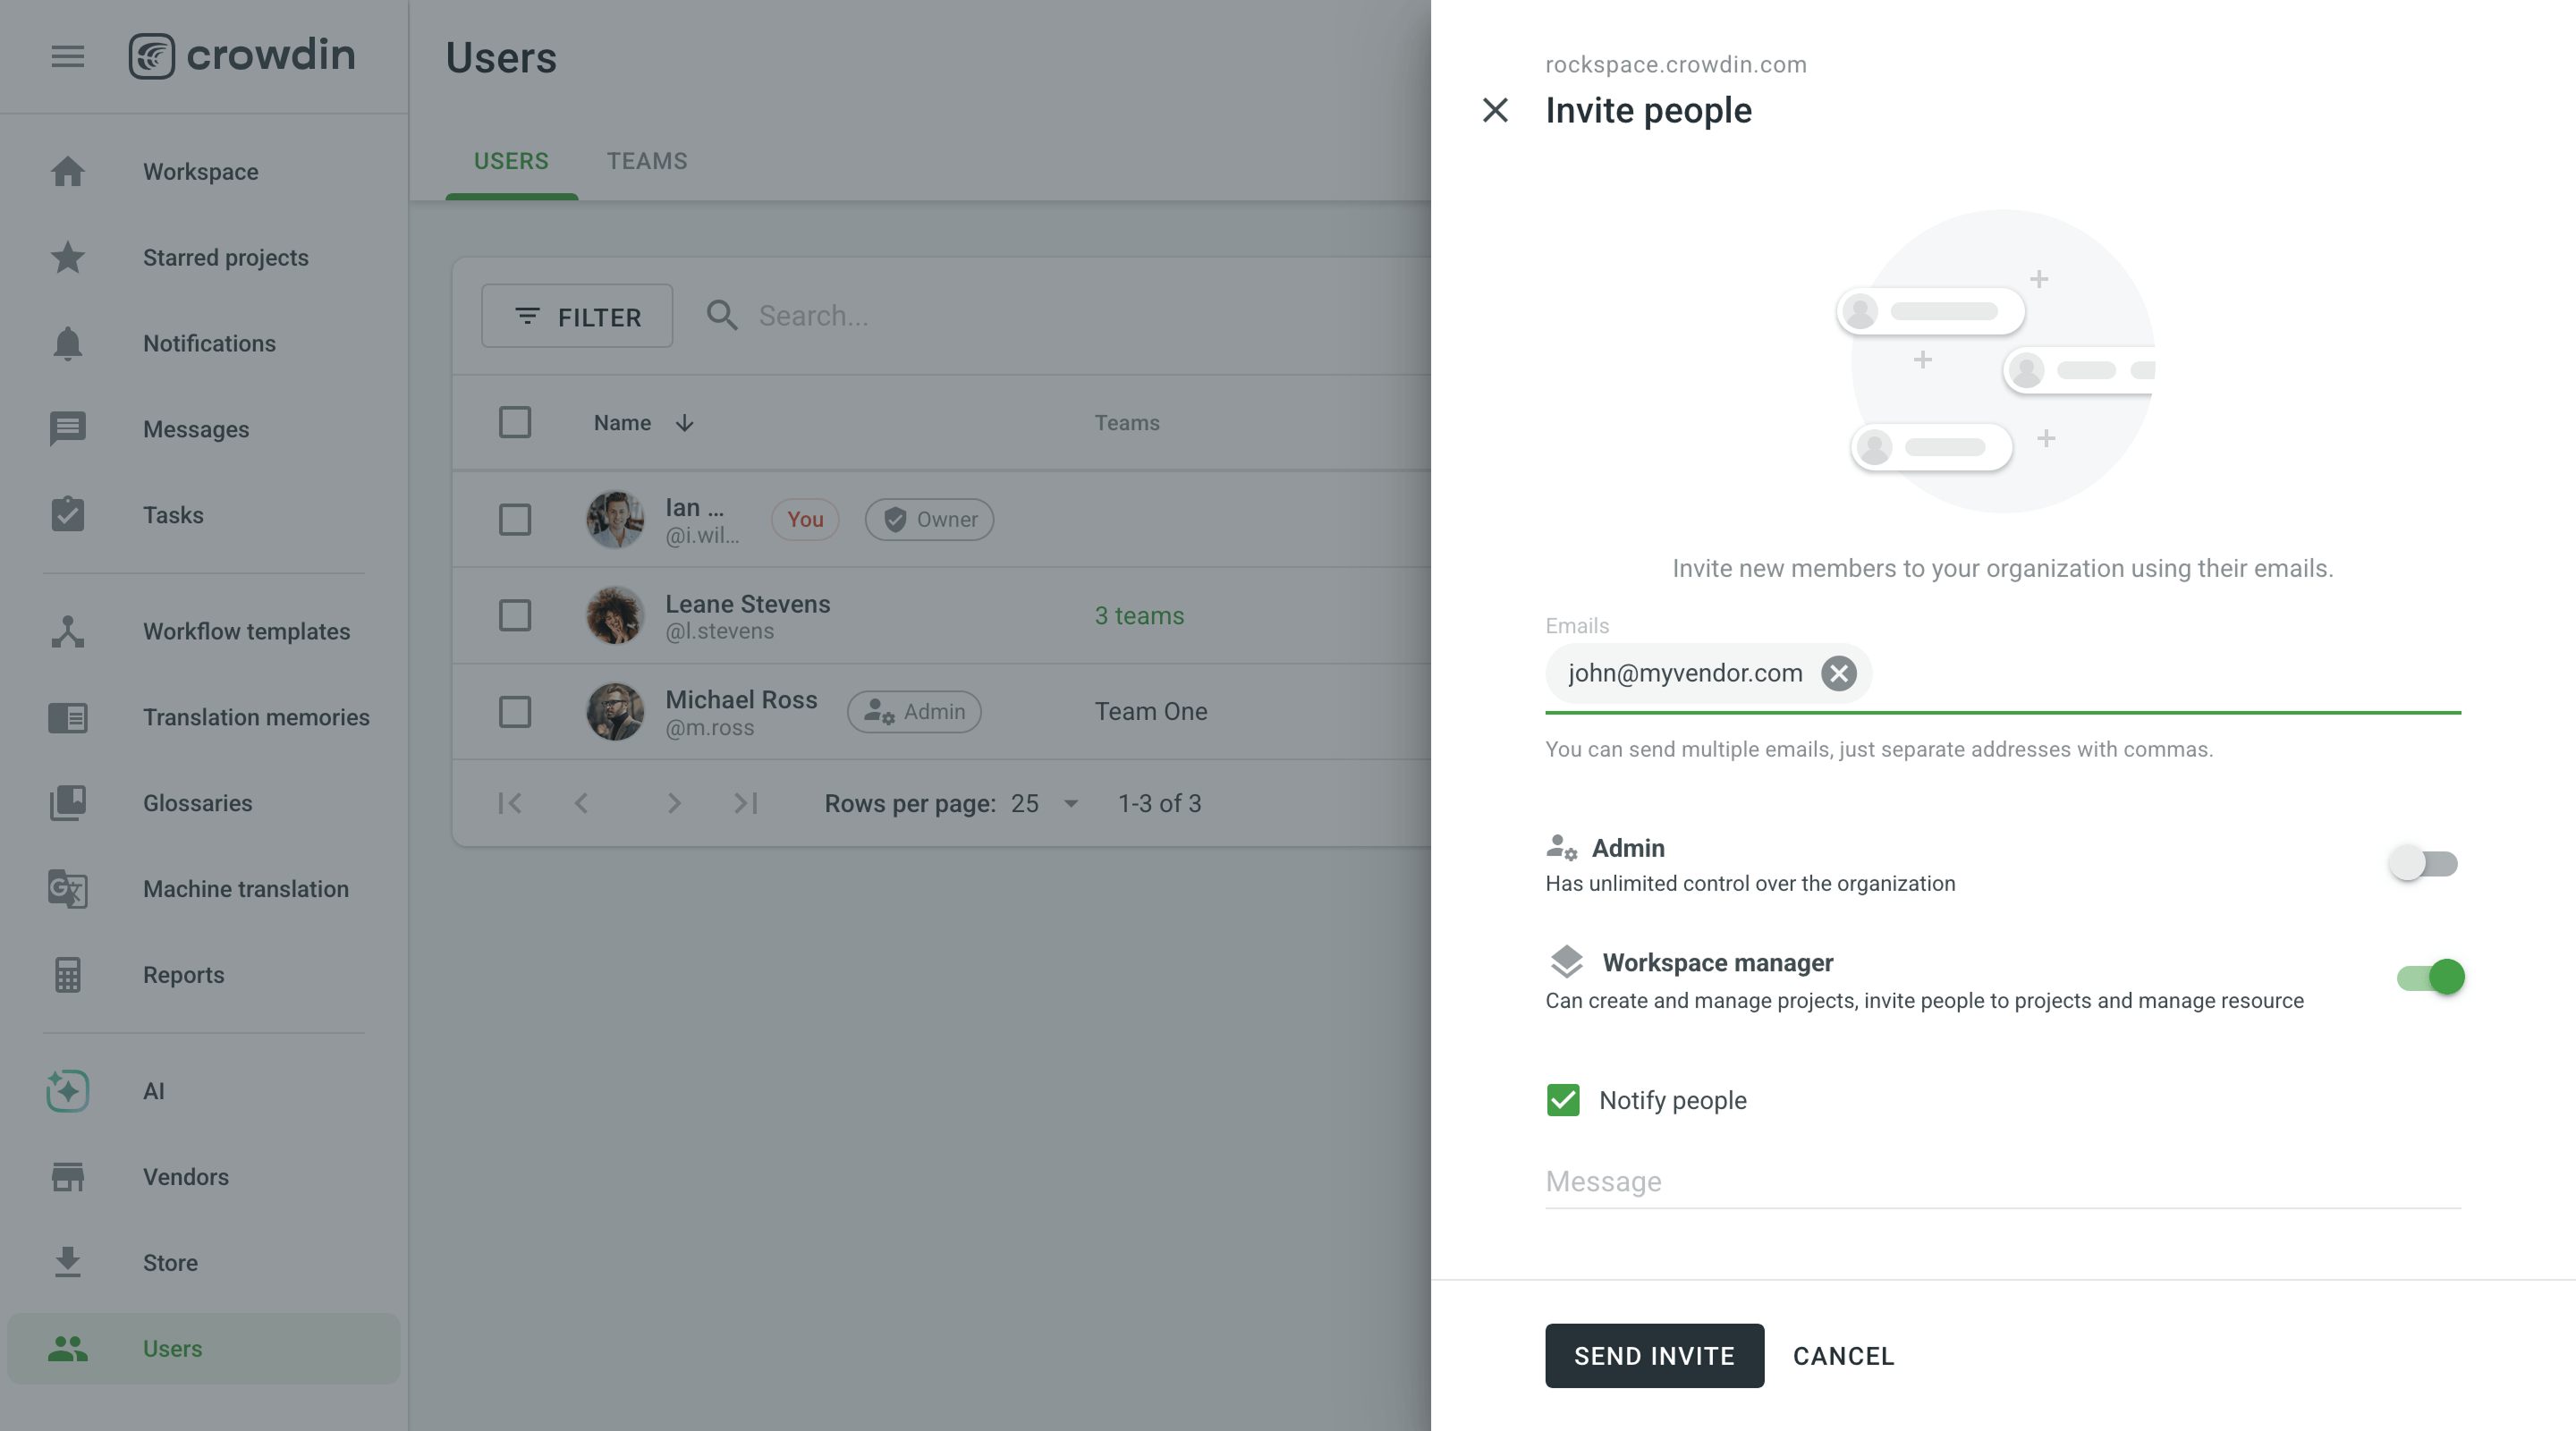 crowdin
Workspace
Starred projects
Notifications
Messages
Tasks
Workflow templates
Translation memories
Glossaries
Machine translation
Reports
AI
Vendors
Store
Users
Users
USERS TEAMS
FILTER Search...
Name Teams
Ian ... You Owner
@i.wil...
Leane Stevens 3 teams
@l.stevens
Michael Ross Admin Team One
@m.ross
Rows per page: 25 1-3 of 3
rockspace.crowdin.com
Invite people
Invite new members to your organization using their emails.
Emails
john@myvendor.com
You can send multiple emails, just separate addresses with commas.
Admin
Has unlimited control over the organization
Workspace manager
Can create and manage projects, invite people to projects and manage resource
Notify people
Message
SEND INVITE CANCEL